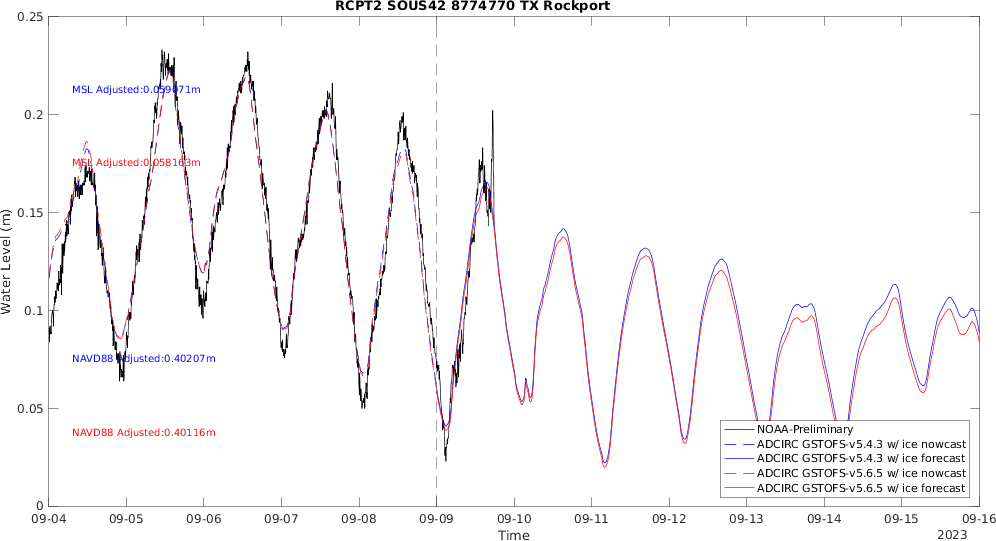 RCPT2 SOUS42 8774770 TX Rockport
0.25
0.2
0.15
0.1
0.05
0
Water Level (m)
MSL Adjusted:0.059071m
MSL Adjusted:0.058163m
NAVD88 Adjusted:0.40207m
NAVD88 Adjusted:0.40116m
NOAA-Preliminary
ADCIRC GSTOFS-v5.4.3 w/ ice nowcast
ADCIRC GSTOFS-v5.4.3 w/ ice forecast
ADCIRC GSTOFS-v5.6.5 w/ ice nowcast
ADCIRC GSTOFS-v5.6.5 w/ ice forecast
09-04 09-05 09-06 09-07 09-08 09-09 09-10 09-11 09-12 09-13 09-14 09-15 09-16
Time
2023